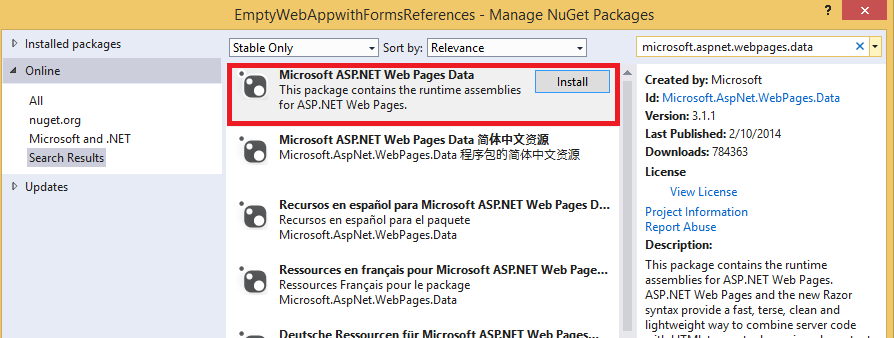 EmptyWebAppwithFormsReferences - Manage NuGet Packages
? ×
Installed packages
Online
All
nuget.org
Microsoft and .NET
Search Results
Updates
Stable Only Sort by: Relevance
Microsoft ASP.NET Web Pages Data
This package contains the runtime assemblies
for ASP.NET Web Pages.
Install
Microsoft ASP.NET Web Pages Data 简体中文资源
Microsoft.AspNet.WebPages.Data 程序包的简体中文资源
Recursos en español para Microsoft ASP.NET Web Pages D...
Recursos en español para el paquete
Microsoft.AspNet.WebPages.Data
Ressources en français pour Microsoft ASP.NET Web Page...
Ressources Français pour le package
Microsoft.AspNet.WebPages.Data
Deutsche Ressourcen für Microsoft ASP.NET Web Pages...
microsoft.aspnet.webpages.data
Created by: Microsoft
Id: Microsoft.AspNet.WebPages.Data
Version: 3.1.1
Last Published: 2/10/2014
Downloads: 784363
License
View License
Project Information
Report Abuse
Description:
This package contains the runtime
assemblies for ASP.NET Web Pages.
ASP.NET Web Pages and the new Razor
syntax provide a fast, terse, clean and
lightweight way to combine server code